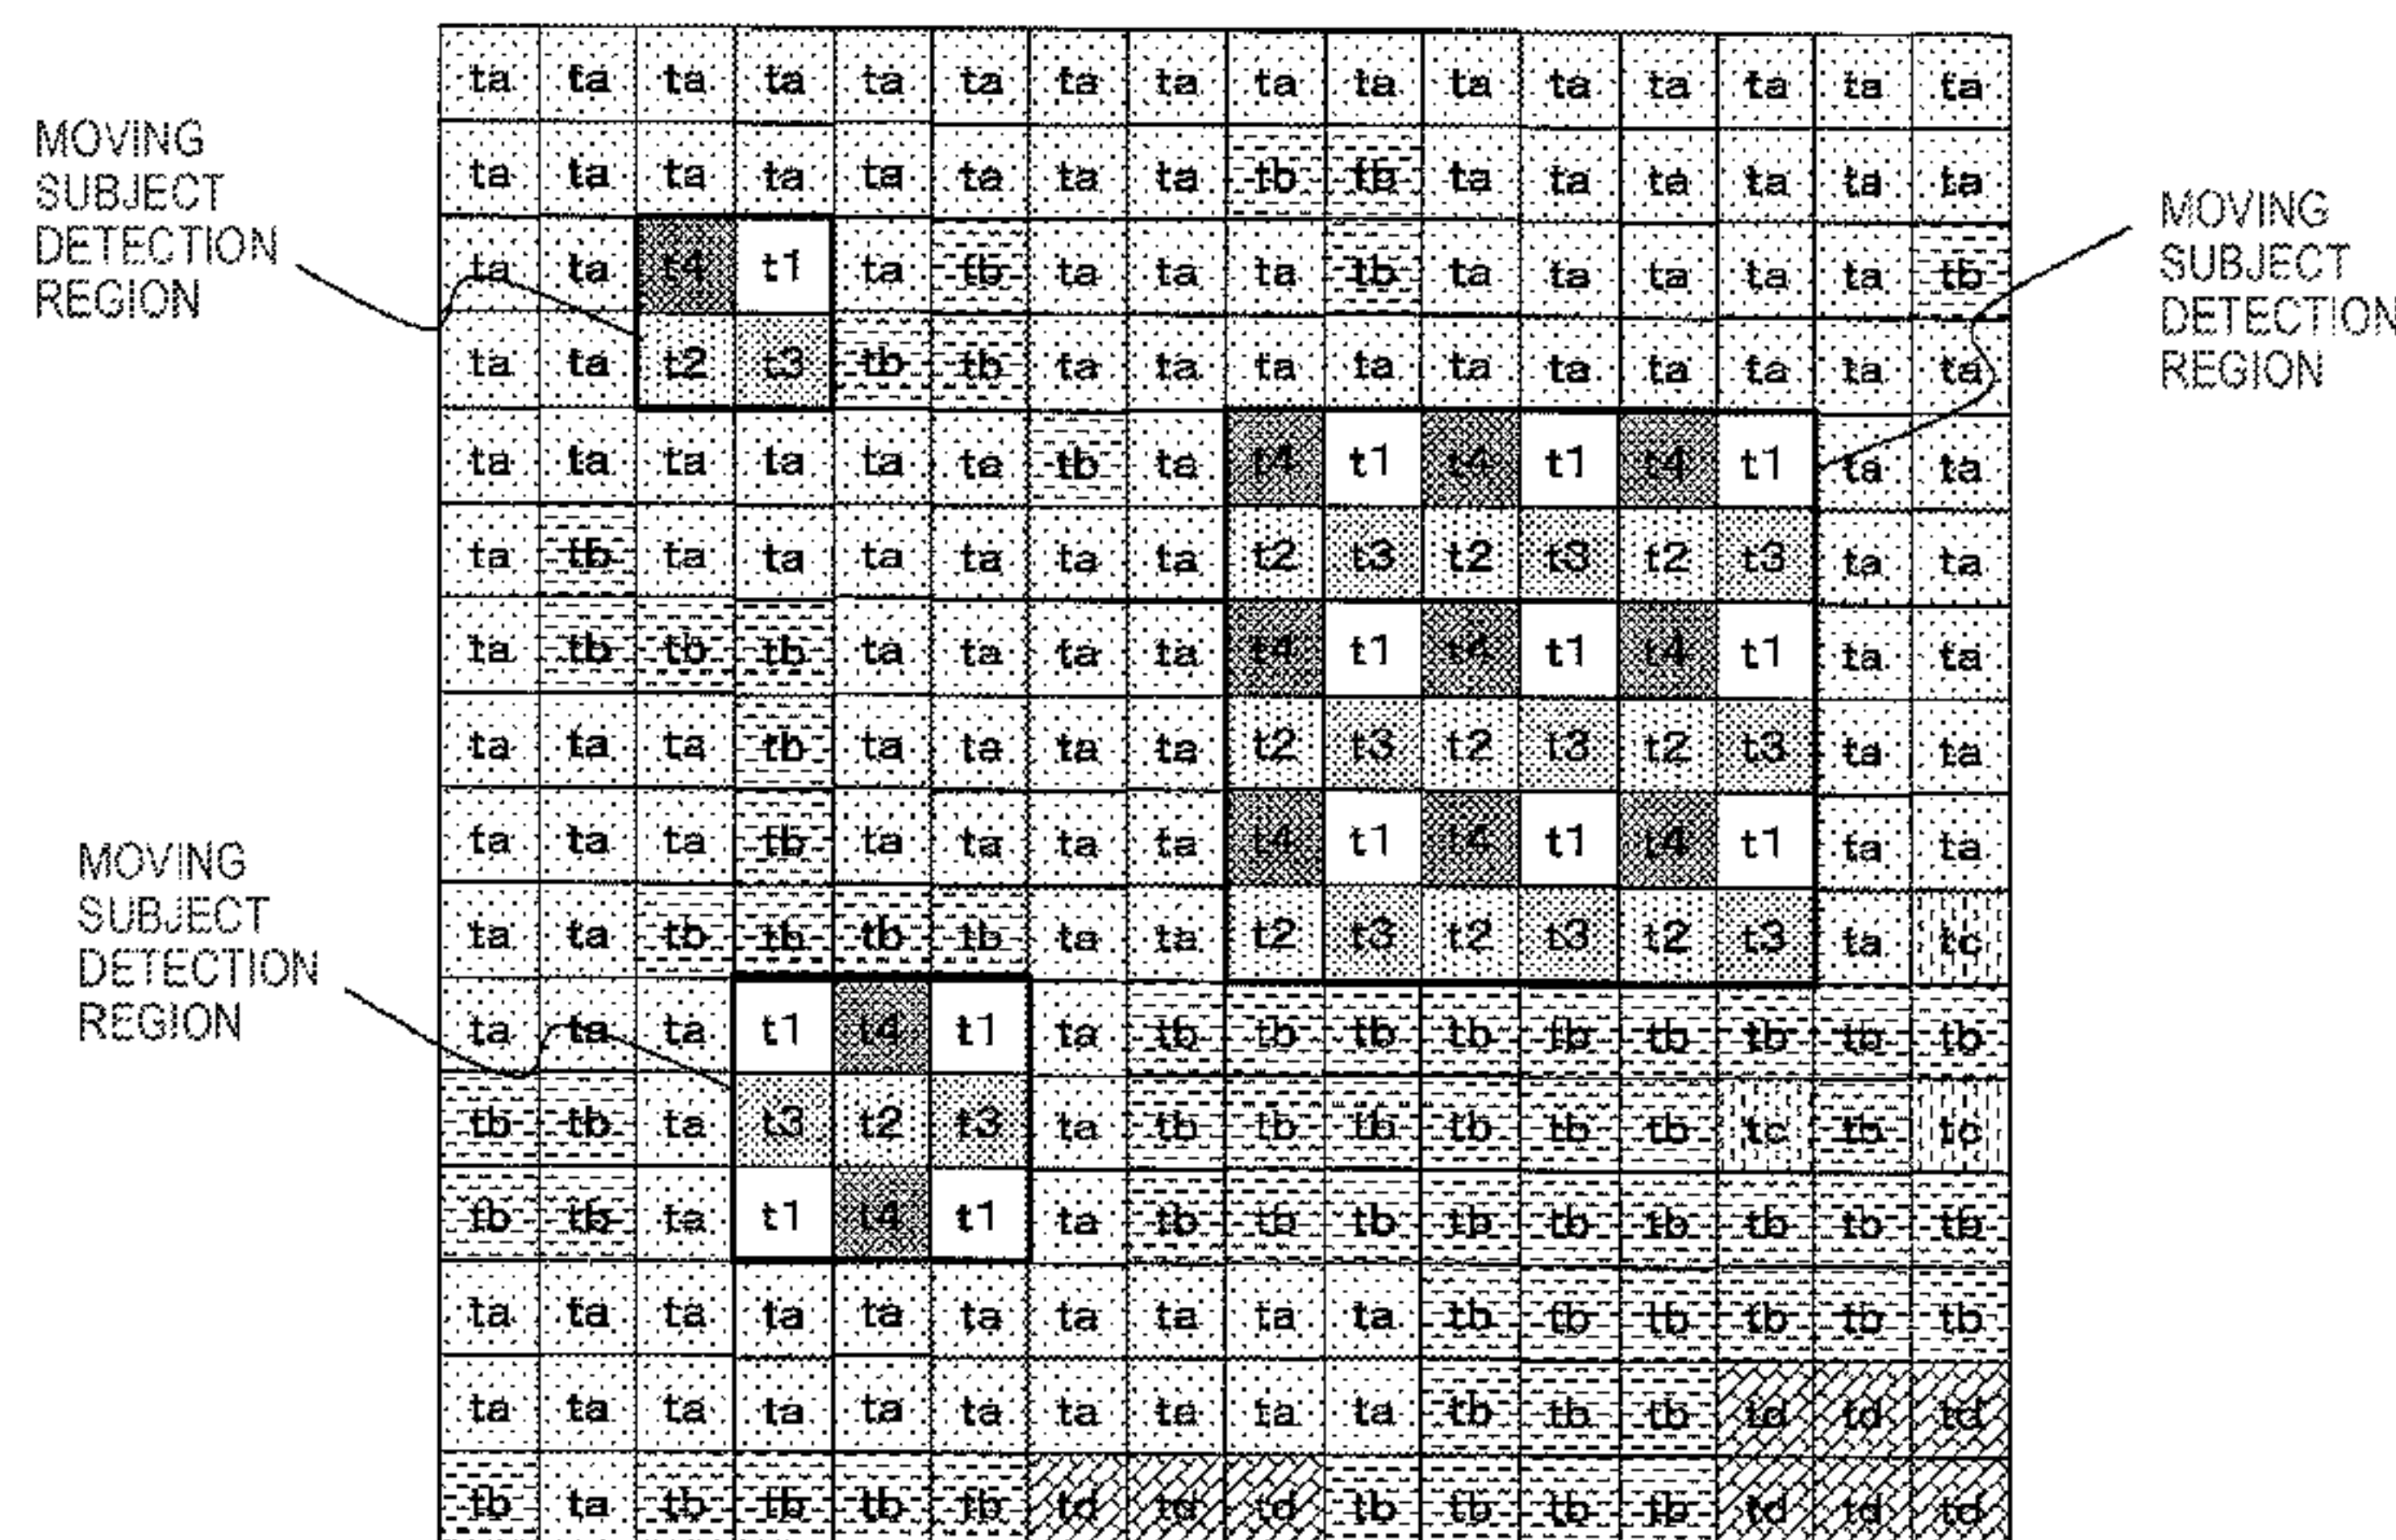 ta ta ta ta ta ta ta ta ta ta ta ta ta ta ta ta
MOVING
SUBJECT
DETECTION
REGION
ta ta ta ta ta ta ta ta tb tb ta ta ta ta ta ta
MOVING
SUBJECT
DETECTION
REGION
ta ta t4 t1 ta tb ta ta ta tb ta ta ta ta ta tb
ta ta t2 t3 tb tb ta ta ta ta ta ta ta ta ta ta
ta ta ta ta ta ta tb ta t4 t1 t4 t1 t4 t1 ta ta
ta tb ta ta ta ta ta ta t2 t3 t2 t3 t2 t3 ta ta
ta tb tb tb ta ta ta ta t4 t1 t4 t1 t4 t1 ta ta
ta ta ta tb ta ta ta ta t2 t3 t2 t3 t2 t3 ta ta
ta ta ta tb ta ta ta ta t4 t1 t4 t1 t4 t1 ta ta
MOVING
SUBJECT
DETECTION
REGION
ta ta tb tb tb tb ta ta t2 t3 t2 t3 t2 t3 ta tc
ta ta ta t1 t4 t1 ta tb tb tb tb tb tb tb tb tb
tb tb ta t3 t2 t3 ta tb tb tb tb tb tb tc tb tc
tb tb ta t1 t4 t1 ta tb tb tb tb tb tb tb tb tb
ta ta ta ta ta ta ta ta ta ta tb tb tb tb tb tb
ta ta ta ta ta ta ta ta ta ta tb tb tb td td td
tb ta tb tb tb tb td td td tb tb tb tb td td td